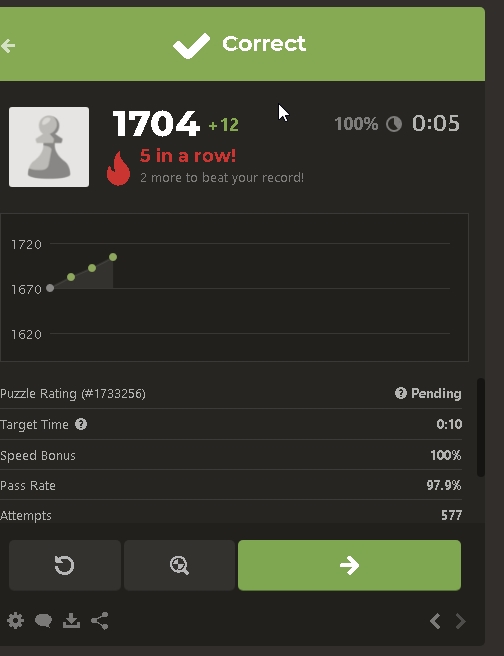 Correct
1704 +12
100% 0:05
5 in a row!
2 more to beat your record!
1720
1670
1620
Puzzle Rating (#1733256) ? Pending
Target Time ? 0:10
Speed Bonus 100%
Pass Rate 97.9%
Attempts 577